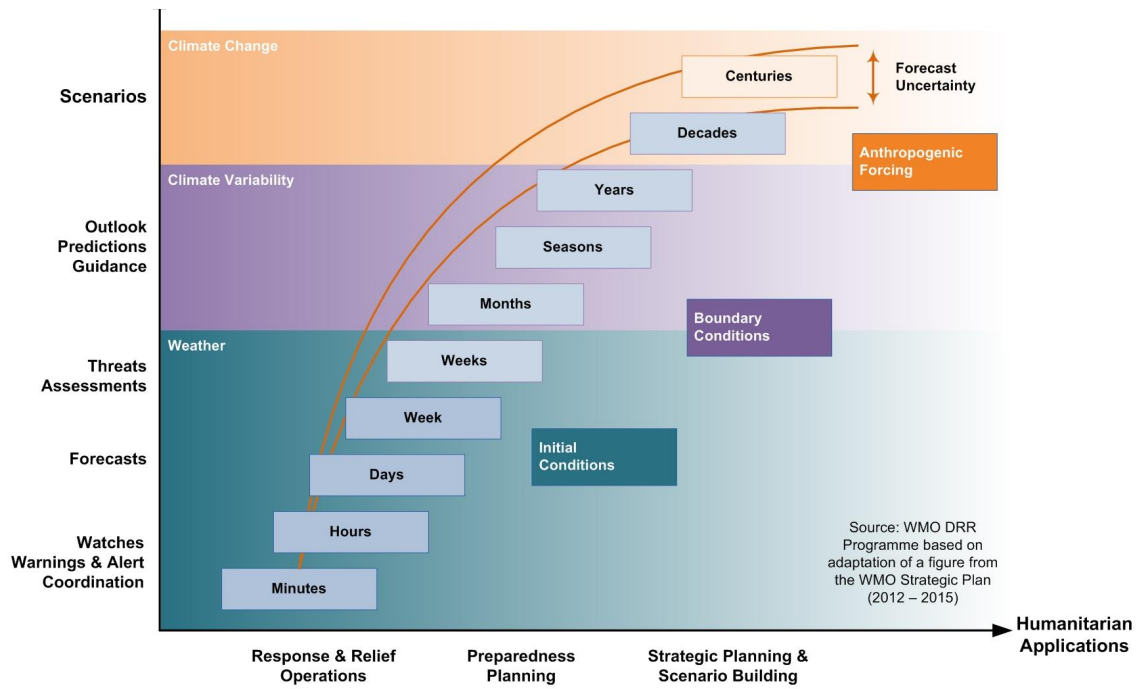 Climate Change
Scenarios
Centuries
Forecast
Uncertainty
Decades
Anthropogenic
Forcing
Climate Variability
Years
Outlook
Predictions
Guidance
Seasons
Months
Boundary
Conditions
Weather
Threats
Assessments
Weeks
Week
Forecasts
Initial
Conditions
Days
Hours
Watches
Warnings & Alert
Coordination
Minutes
Source: WMO DRR
Programme based on
adaptation of a figure from
the WMO Strategic Plan
(2012 – 2015)
Humanitarian
Applications
Response & Relief
Operations
Preparedness
Planning
Strategic Planning &
Scenario Building